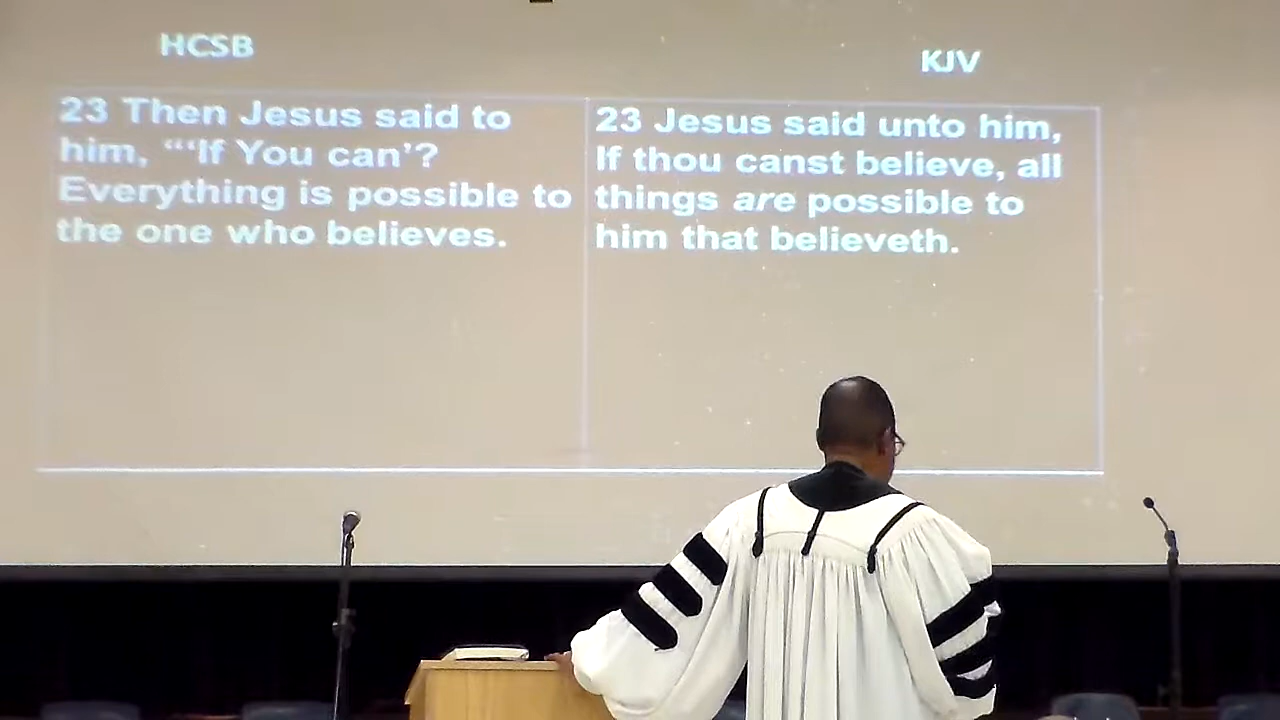 HCSB
23 Then Jesus said to
him, “‘If You can’?
Everything is possible to
the one who believes.
KJV
23 Jesus said unto him,
If thou canst believe, all
things are possible to
him that believeth.